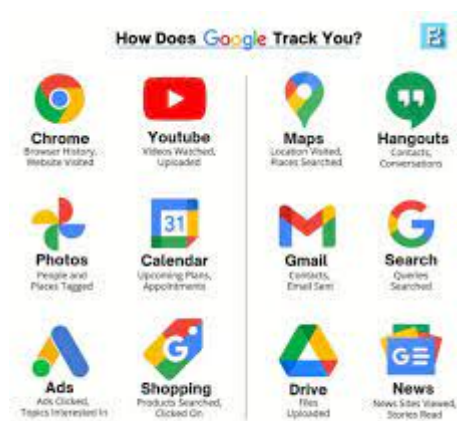 How Does Google Track You?
Chrome
Browser History,
Website Visited
Youtube
Videos Watched,
Uploaded
Maps
Location Visited,
Places Searched
Hangouts
Contacts,
Conversations
Photos
People and
Places Tagged
31
Calendar
Upcoming Plans,
Appointments
Gmail
Contacts,
Email Sent
G
Search
Queries
Searched
Ads
Ads Clicked,
Topics Interested In
G
Shopping
Products Searched,
Clicked On
Drive
Files
Uploaded
G
News
News Sites Viewed,
Stories Read